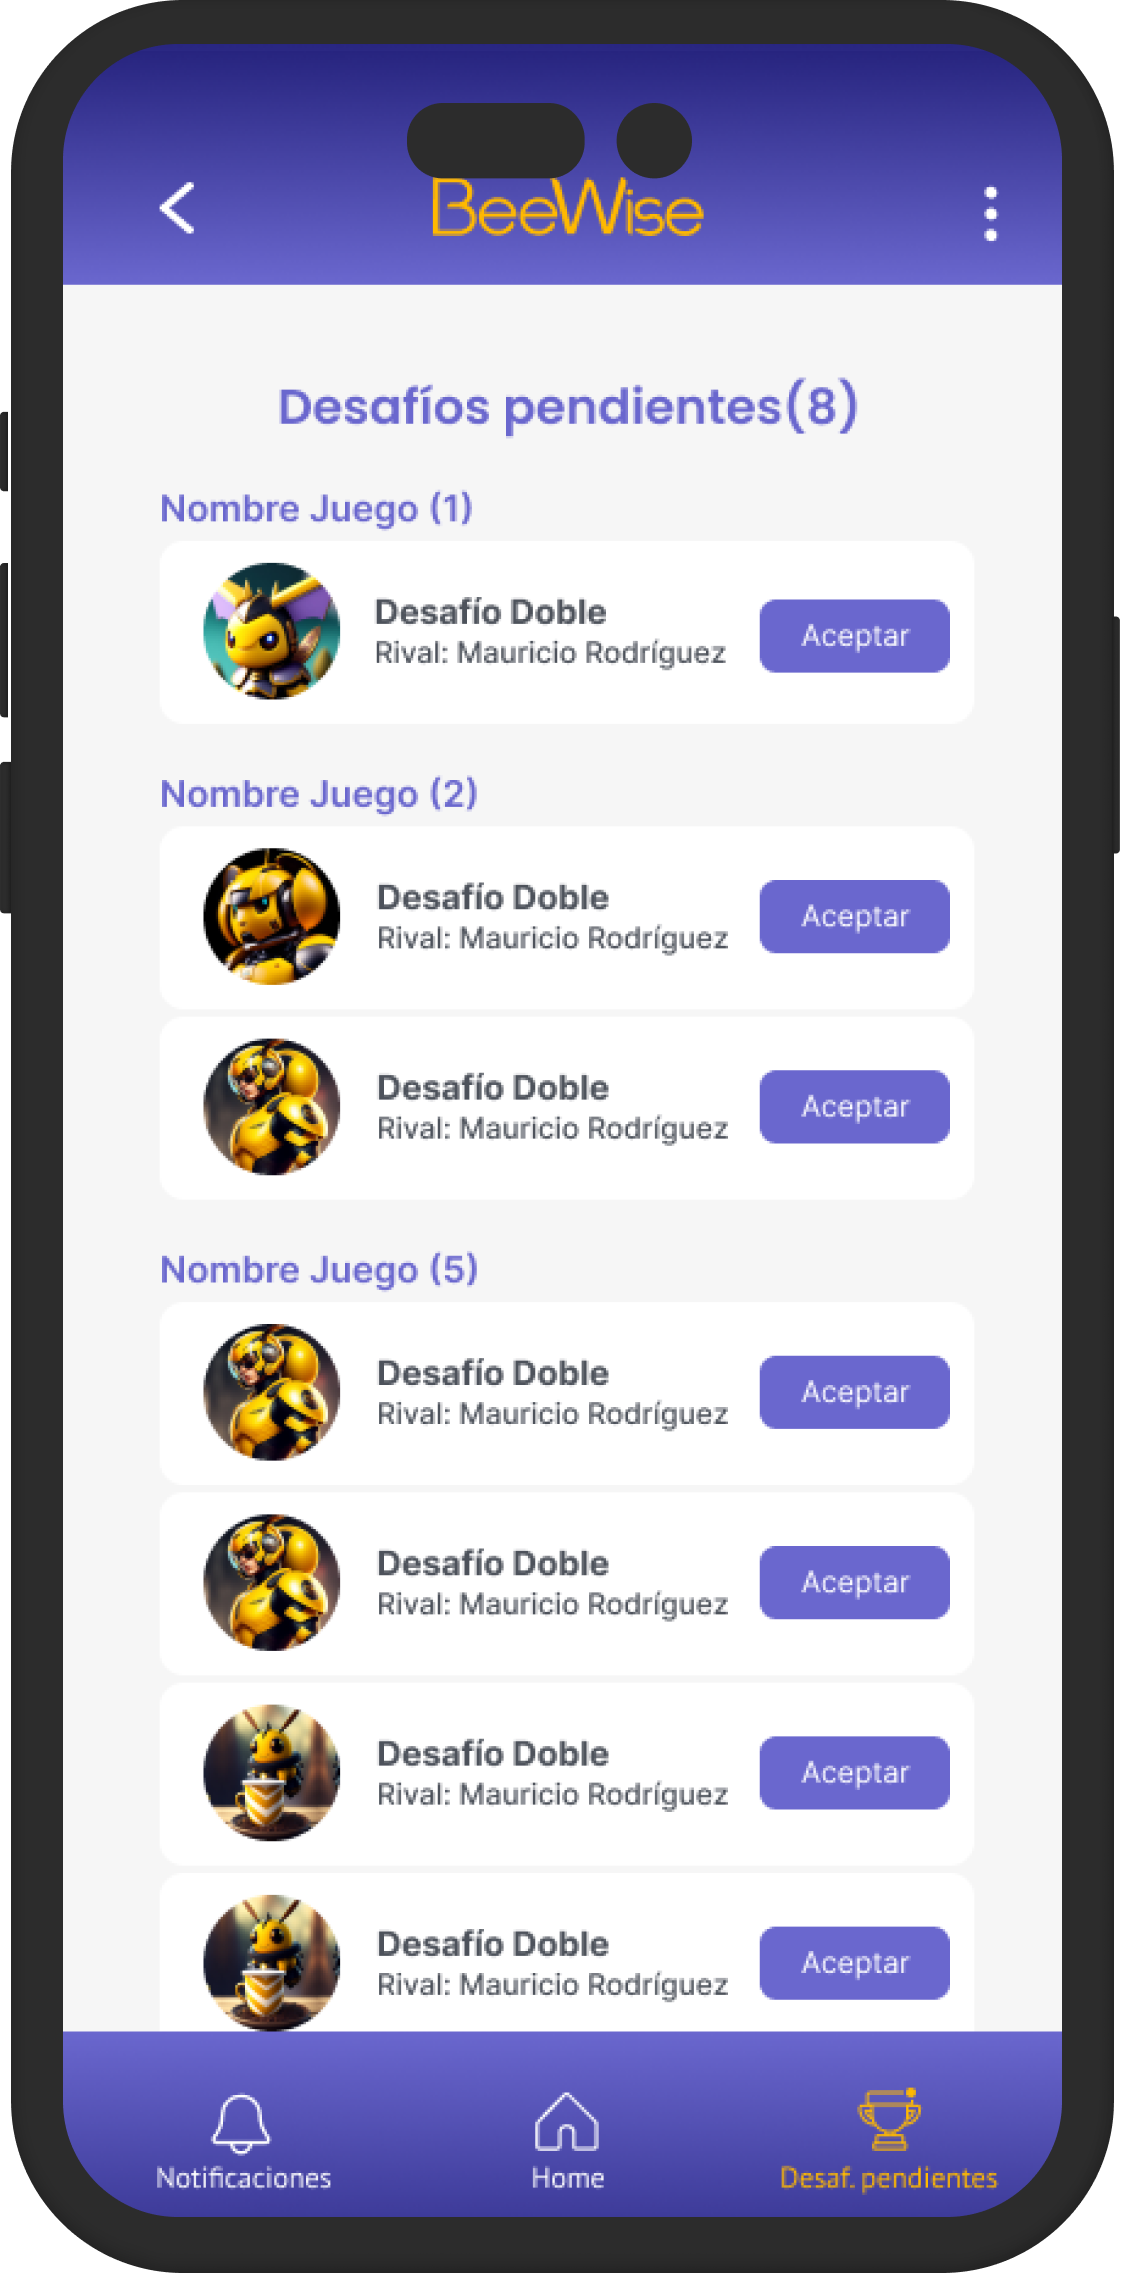 BeeWise
Desafíos pendientes(8)
Nombre Juego (1)
Desafío Doble
Rival: Mauricio Rodríguez
Aceptar
Nombre Juego (2)
Desafío Doble
Rival: Mauricio Rodríguez
Aceptar
Desafío Doble
Rival: Mauricio Rodríguez
Aceptar
Nombre Juego (5)
Desafío Doble
Rival: Mauricio Rodríguez
Aceptar
Desafío Doble
Rival: Mauricio Rodríguez
Aceptar
Desafío Doble
Rival: Mauricio Rodríguez
Aceptar
Desafío Doble
Rival: Mauricio Rodríguez
Aceptar
Notificaciones
Home
Desaf. pendientes